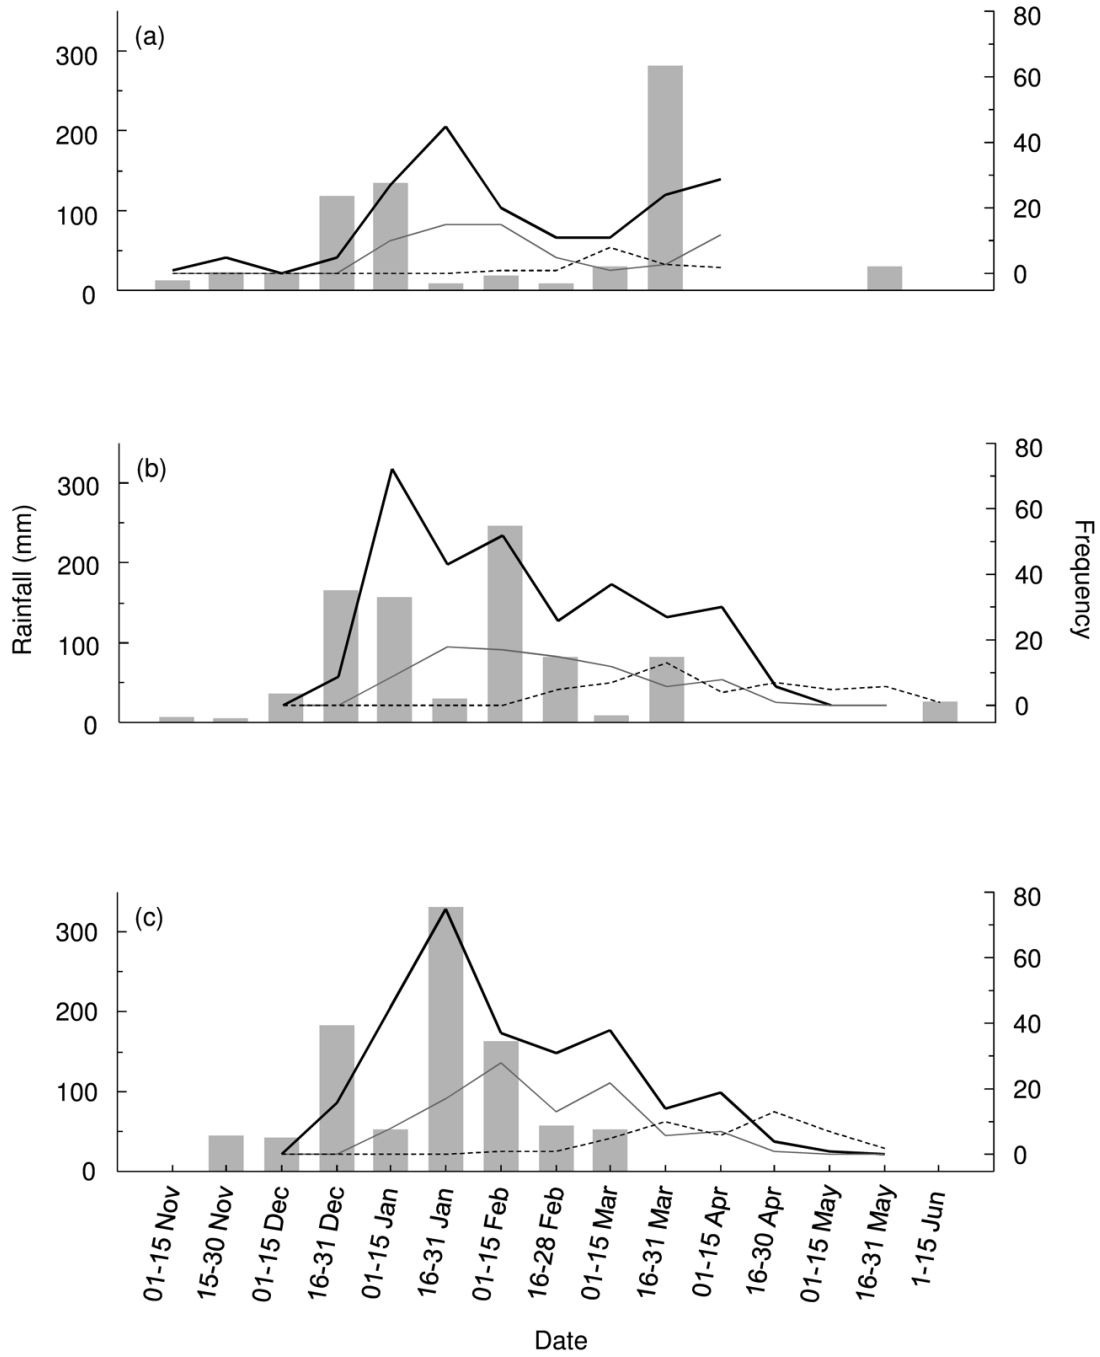 (a)
300
200
100
0
80
60
40
20
0
(b)
300
200
100
0
80
60
40
20
0
Rainfall (mm)
Frequency
(c)
300
200
100
0
80
60
40
20
0
01-15 Nov
15-30 Nov
01-15 Dec
16-31 Dec
01-15 Jan
16-31 Jan
01-15 Feb
16-28 Feb
01-15 Mar
16-31 Mar
01-15 Apr
16-30 Apr
01-15 May
16-31 May
1-15 Jun
Date